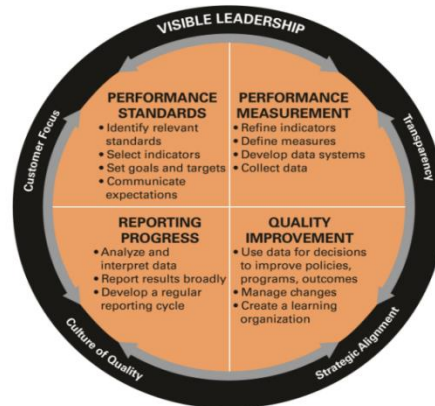 VISIBLE LEADERSHIP
Customer Focus
Transparency
PERFORMANCE
STANDARDS
• Identify relevant
standards
• Select indicators
• Set goals and targets
• Communicate
expectations
PERFORMANCE
MEASUREMENT
• Refine indicators
• Define measures
• Develop data systems
• Collect data
REPORTING
PROGRESS
• Analyze and
interpret data
• Report results broadly
• Develop a regular
reporting cycle
QUALITY
IMPROVEMENT
• Use data for decisions
to improve policies,
programs, outcomes
• Manage changes
• Create a learning
organization
Culture of Quality
Strategic Alignment